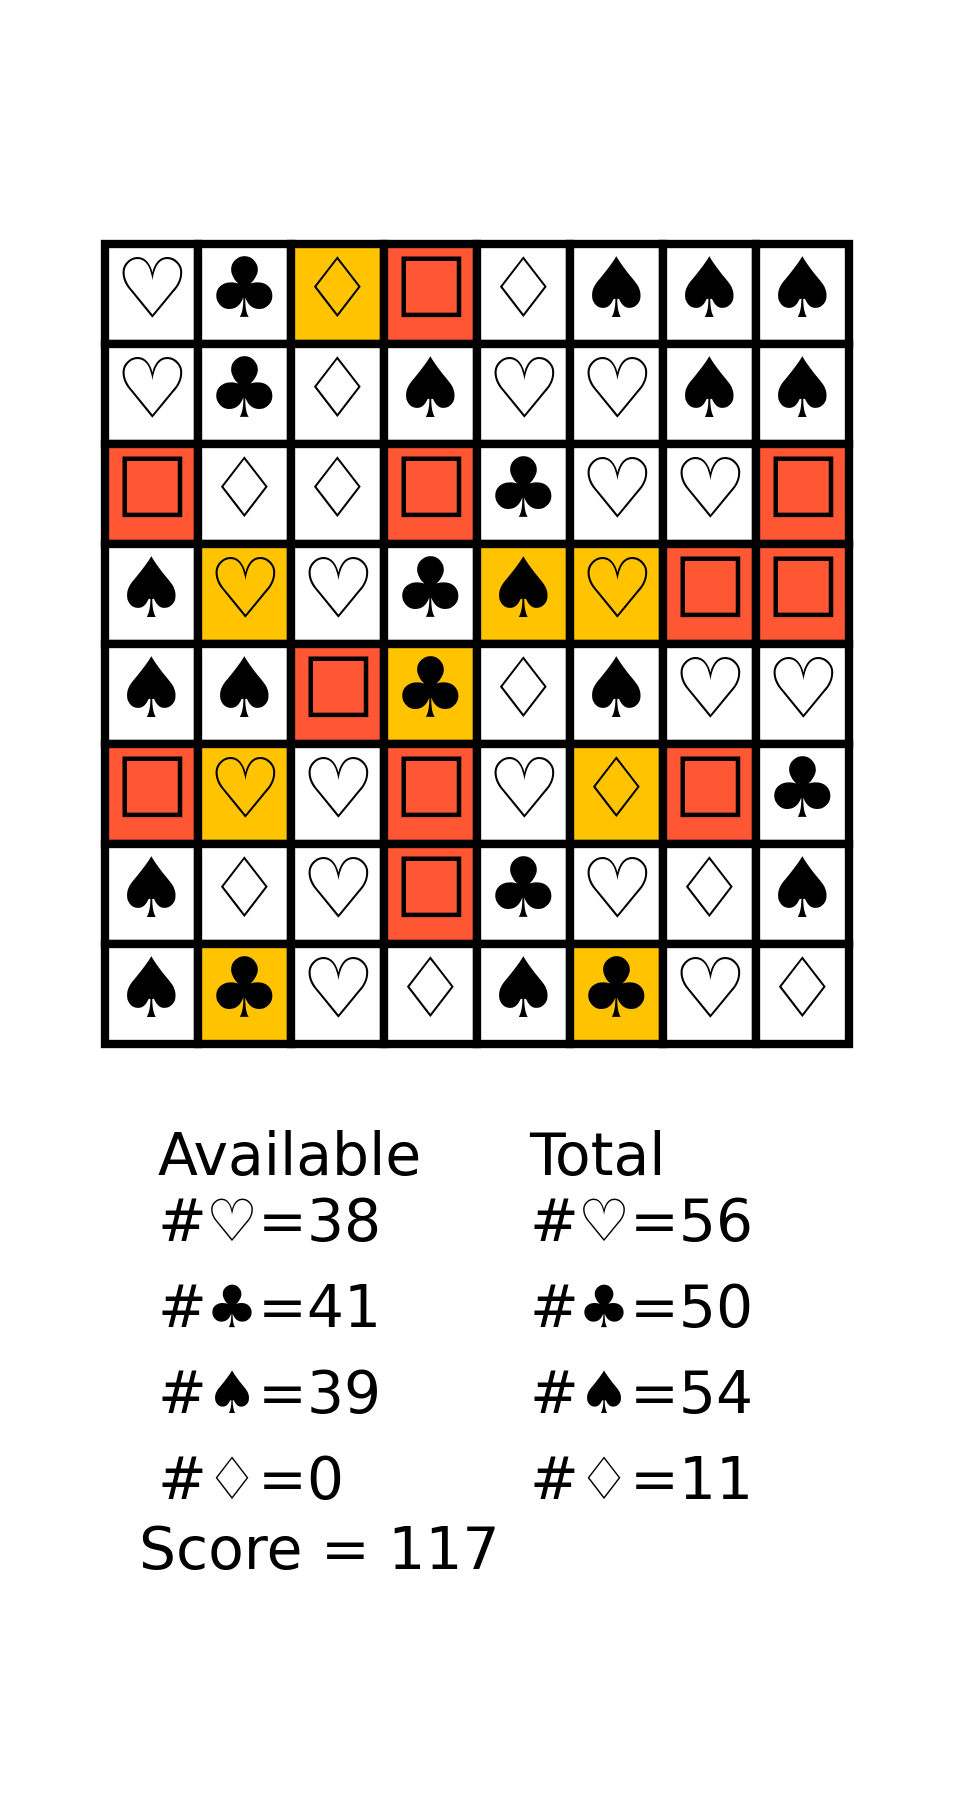 ♡ ♣ ♢ □ ♢ ♠ ♠ ♠
♡ ♣ ♢ ♠ ♡ ♡ ♠ ♠
□ ♢ ♢ □ ♣ ♡ ♡ □
♠ ♡ ♡ ♣ ♠ ♡ □ □
♠ ♠ □ ♣ ♢ ♠ ♡ ♡
□ ♡ ♡ □ ♡ ♢ □ ♣
♠ ♢ ♡ □ ♣ ♡ ♢ ♠
♠ ♣ ♡ ♢ ♠ ♣ ♡ ♢
Available Total
#♡=38 #♡=56
#♣=41 #♣=50
#♠=39 #♠=54
#♢=0 #♢=11
Score = 117